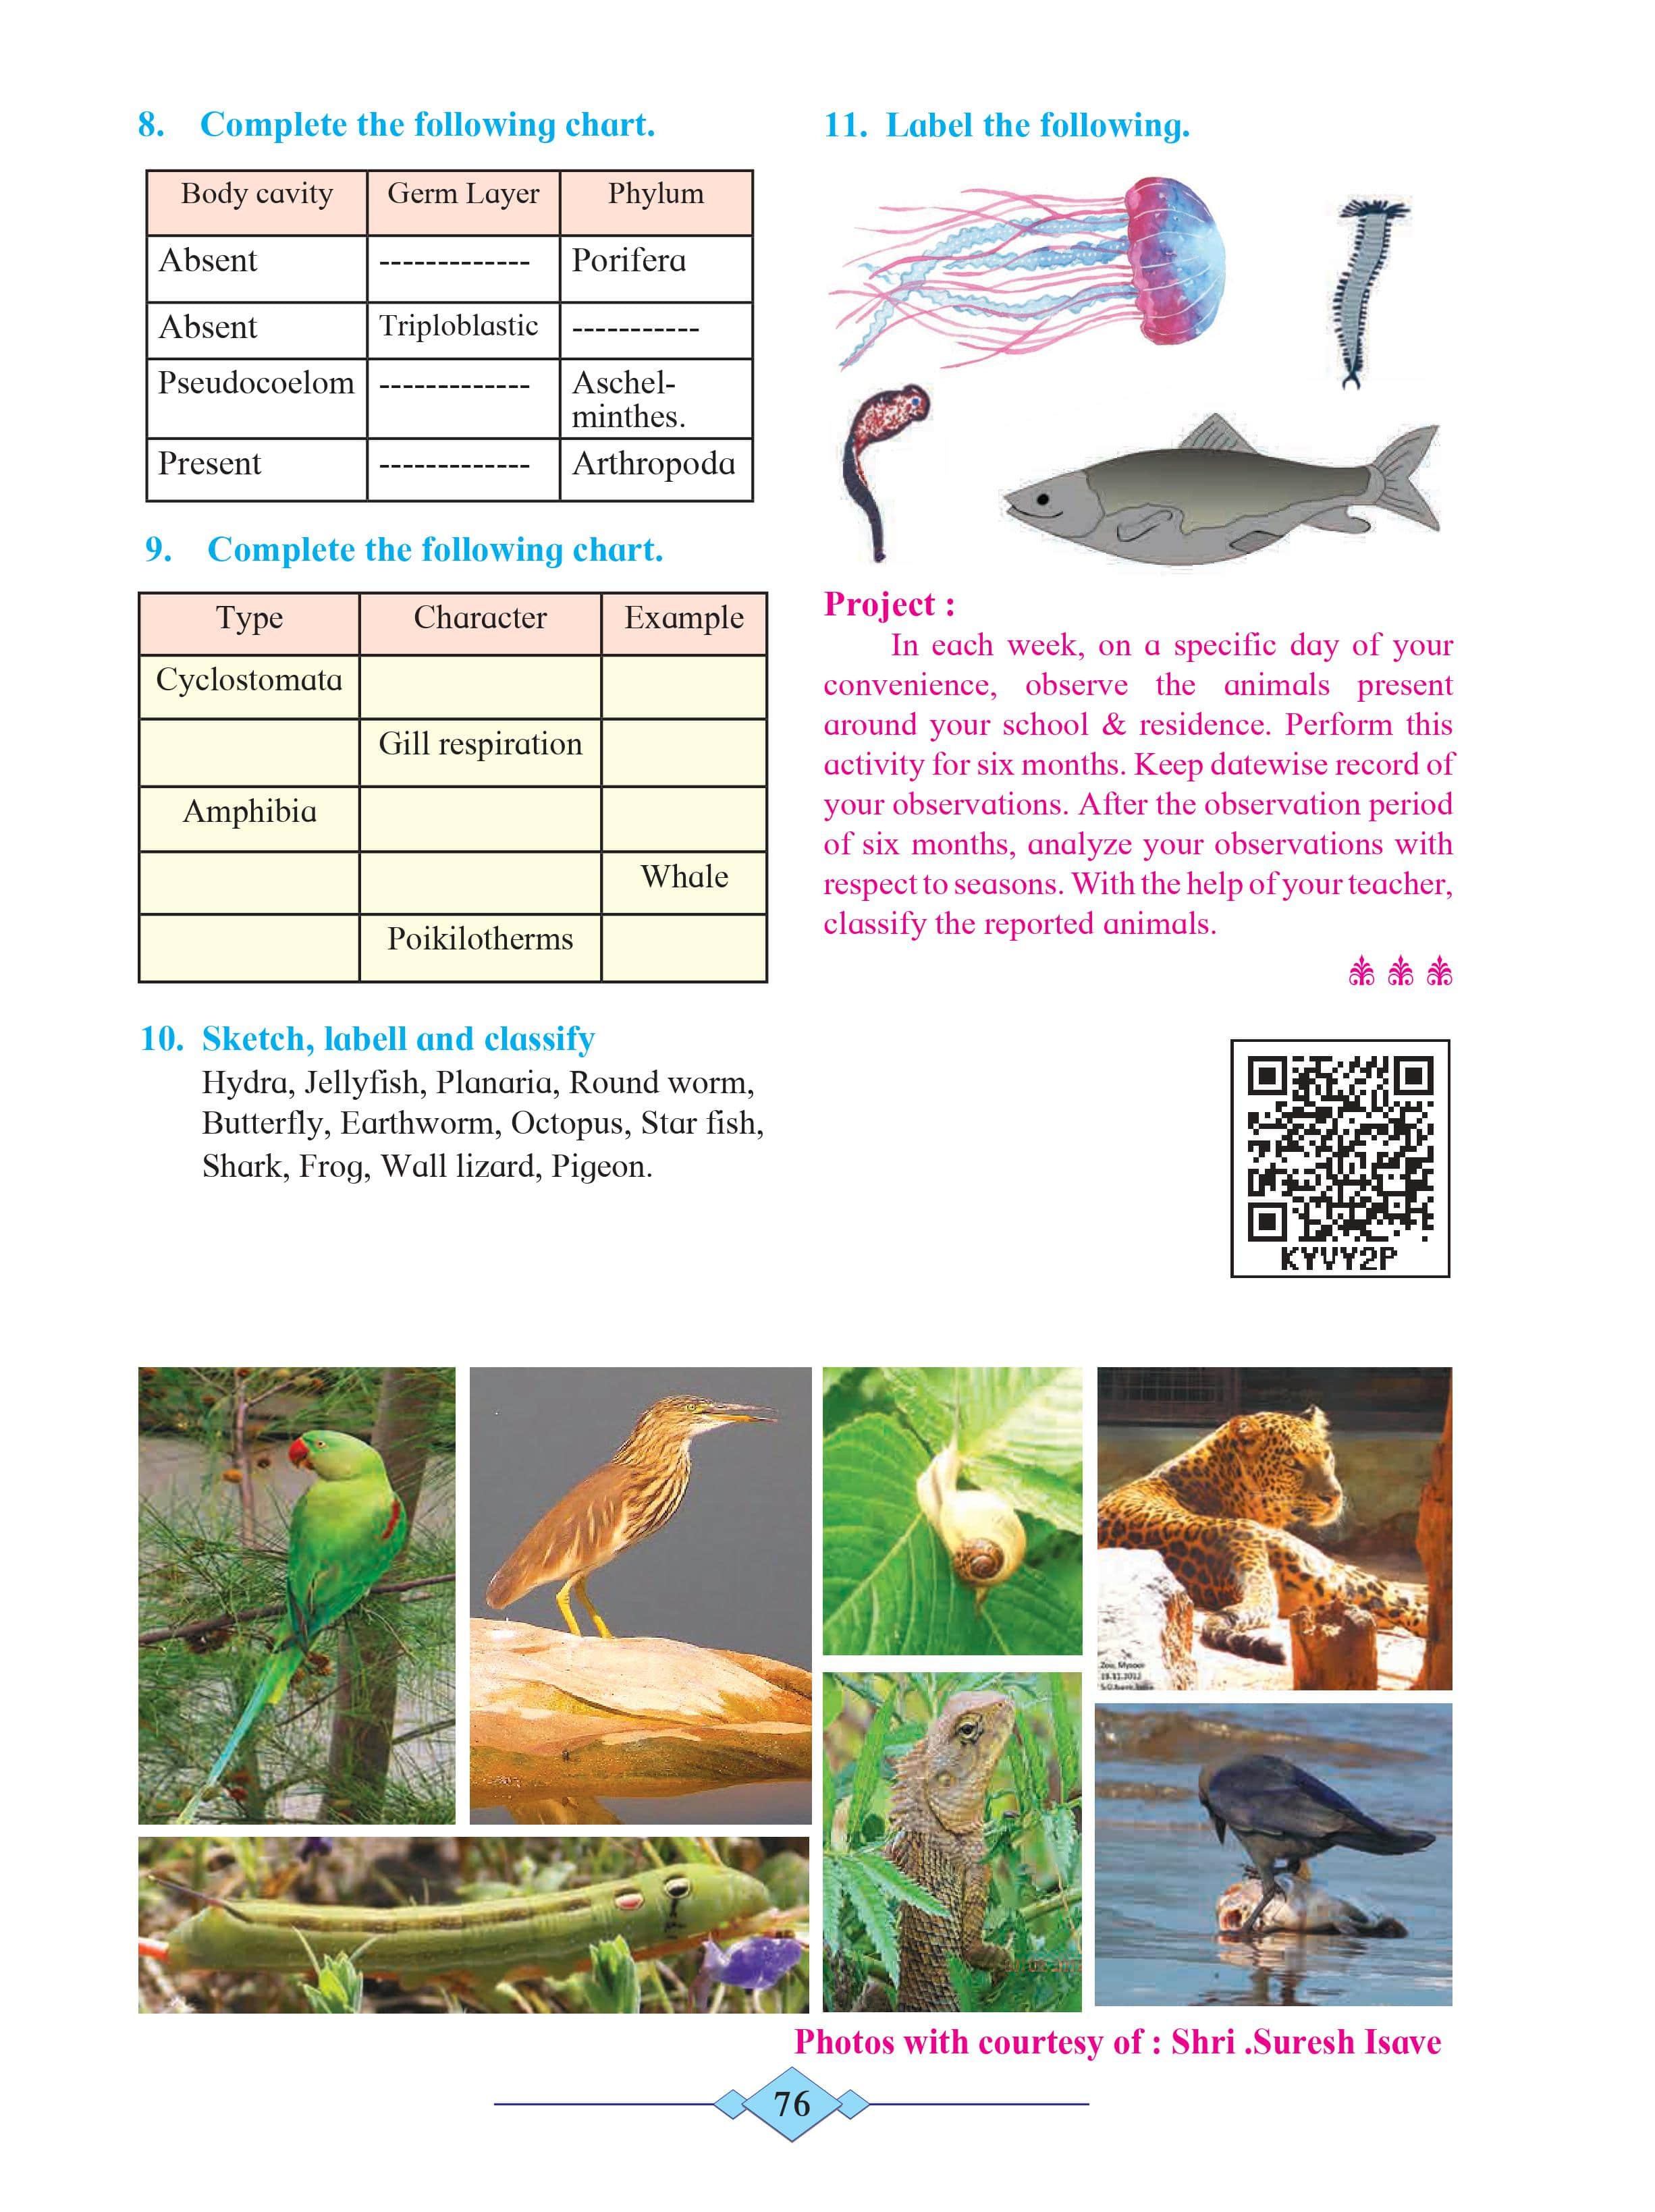 8. Complete the following chart.
Body cavity Germ Layer Phylum
Absent ------------- Porifera
Absent Triploblastic -----------
Pseudocoelom ------------- Aschel-
minthes.
Present ------------- Arthropoda
9. Complete the following chart.
Type Character Example
Cyclostomata
Gill respiration
Amphibia
Whale
Poikilotherms
10. Sketch, labell and classify
Hydra, Jellyfish, Planaria, Round worm,
Butterfly, Earthworm, Octopus, Star fish,
Shark, Frog, Wall lizard, Pigeon.
11. Label the following.
Project :
In each week, on a specific day of your
convenience, observe the animals present
around your school & residence. Perform this
activity for six months. Keep datewise record of
your observations. After the observation period
of six months, analyze your observations with
respect to seasons. With the help of your teacher,
classify the reported animals.
KYVY2P
Zoo, Mysoor
Photos with courtesy of : Shri .Suresh Isave
76